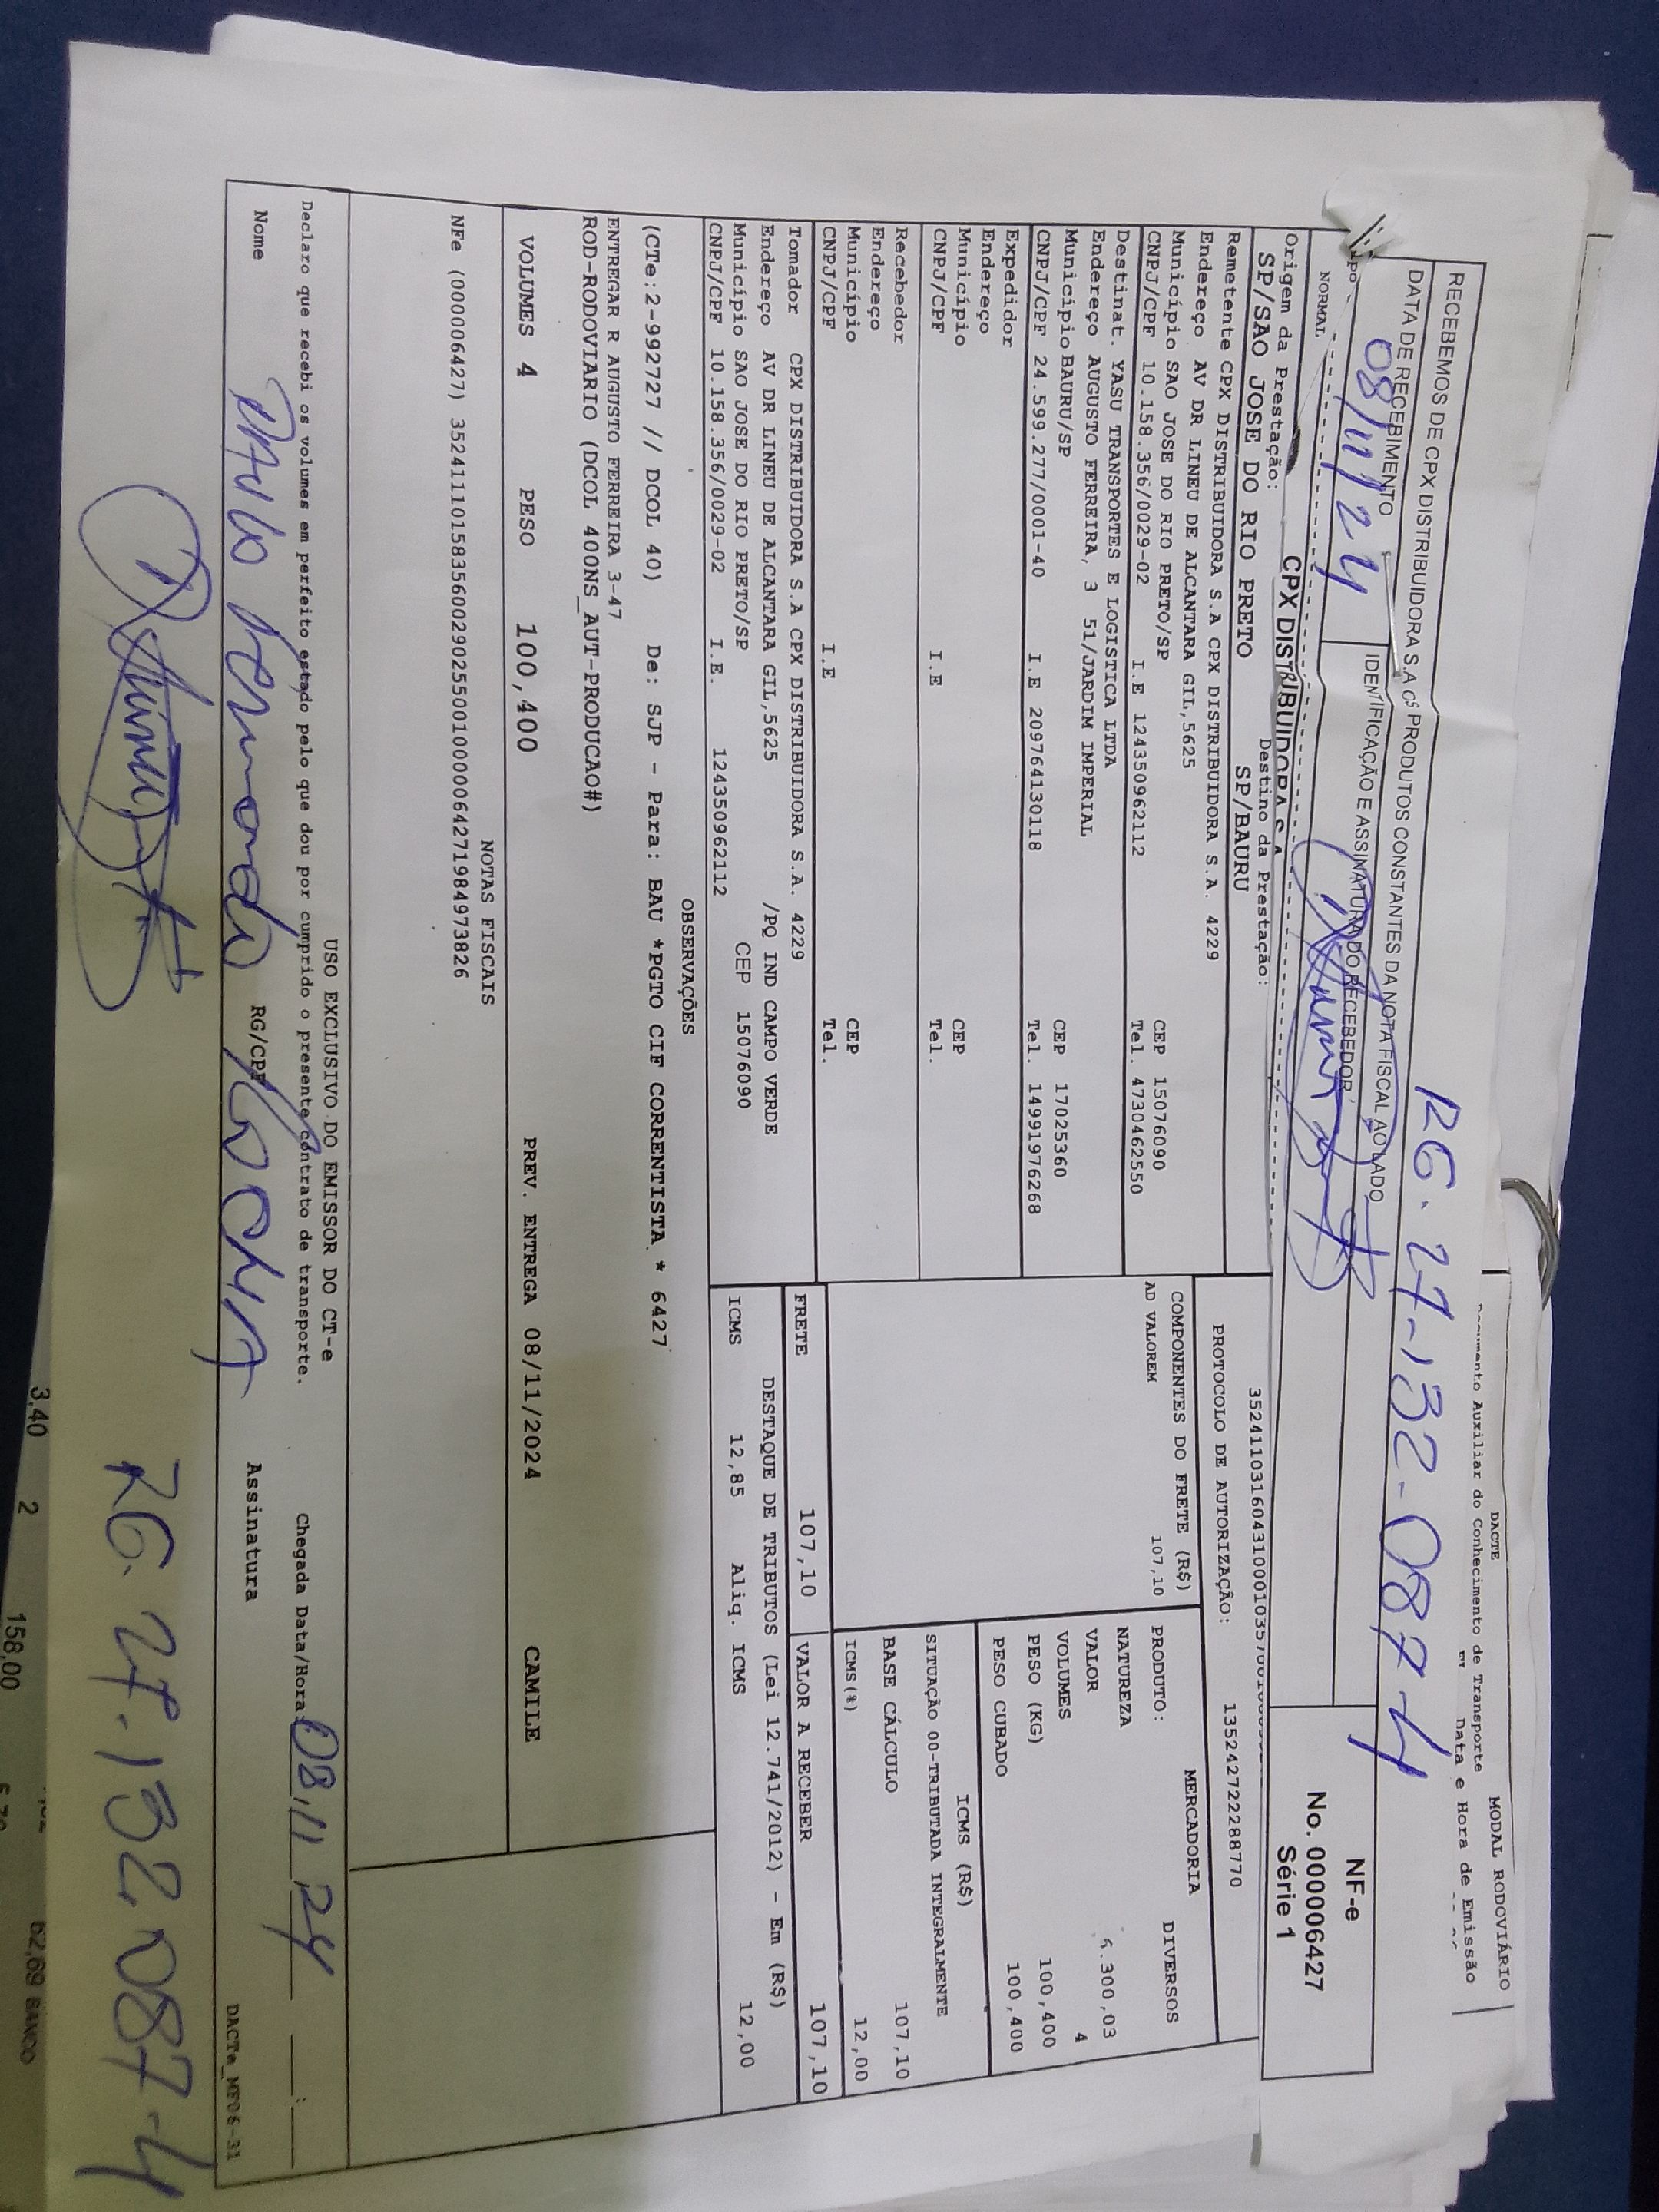 DACTE
Auxiliar do Conhecimento de Transporte
MODAL RODOVIÁRIO
Data e Hora de Emissão
RG. 27.132-087-4
RECEBEMOS DE CPX DISTRIBUIDORA S.A OS PRODUTOS CONSTANTES DA NOTA FISCAL AO LADO
DATA DE RECEBIMENTO
IDENTIFICAÇÃO E ASSINATURA DO RECEBEDOR
08/11/24
NF-e
No. 000006427
Série 1
NORMAL
CPX DISTRIBUIDORA S.A
Origem da Prestação:
Destino da Prestação:
SP/SAO JOSE DO RIO PRETO
SP/BAURU
PROTOCOLO DE AUTORIZAÇÃO:
135242722288770
Remetente CPX DISTRIBUIDORA S.A CPX DISTRIBUIDORA S.A. 4229
Endereço AV DR LINEU DE ALCANTARA GIL,5625
Município SAO JOSE DO RIO PRETO/SP
CEP 15076090
CNPJ/CPF 10.158.356/0029-02
I.E 124350962112
Tel. 4730462550
Destinat. YASU TRANSPORTES E LOGISTICA LTDA
Endereço AUGUSTO FERREIRA, 3 51/JARDIM IMPERIAL
Município BAURU/SP
CEP 17025360
CNPJ/CPF 24.599.277/0001-40
I.E 209764130118
Tel. 14991976268
Expedidor
Endereço
Município
CEP
CNPJ/CPF
I.E
Tel.
Recebedor
Endereço
Município
CEP
CNPJ/CPF
I.E
Tel.
Tomador CPX DISTRIBUIDORA S.A CPX DISTRIBUIDORA S.A. 4229
Endereço AV DR LINEU DE ALCANTARA GIL,5625 /PQ IND CAMPO VERDE
Município SAO JOSE DO RIO PRETO/SP CEP 15076090
CNPJ/CPF 10.158.356/0029-02 I.E. 124350962112
COMPONENTES DO FRETE (R$)
AD VALOREM 107,10
MERCADORIA
PRODUTO: DIVERSOS
NATUREZA
VALOR 6.300,03
VOLUMES 4
PESO (KG) 100,400
PESO CUBADO 100,400
ICMS (R$)
SITUAÇÃO 00-TRIBUTADA INTEGRALMENTE
BASE CÁLCULO 107,10
ICMS(%) 12,00
FRETE 107,10
VALOR A RECEBER 107,10
DESTAQUE DE TRIBUTOS (Lei 12.741/2012) - Em (R$)
ICMS 12,85 Aliq. ICMS 12,00
OBSERVAÇÕES
(CTe:2-992727 // DCOL 40) De: SJP - Para: BAU *PGTO CIF CORRENTISTA * 6427
ENTREGAR R AUGUSTO FERREIRA 3-47
ROD-RODOVIARIO (DCOL 400NS_AUT-PRODUCAO#)
VOLUMES 4 PESO 100,400 PREV. ENTREGA 08/11/2024 CAMILE
NOTAS FISCAIS
NFe (000006427) 35241110158356002902550010000064271984973826
USO EXCLUSIVO DO EMISSOR DO CT-e
Declaro que recebi os volumes em perfeito estado pelo que dou por cumprido o presente contrato de transporte.
Chegada Data/Hora: 08/11/24
Nome
RG/CPF
Assinatura
DACTe_MF06-31
RG. 27.132.087-4
3,40 2 158,00
62,69 BANCO